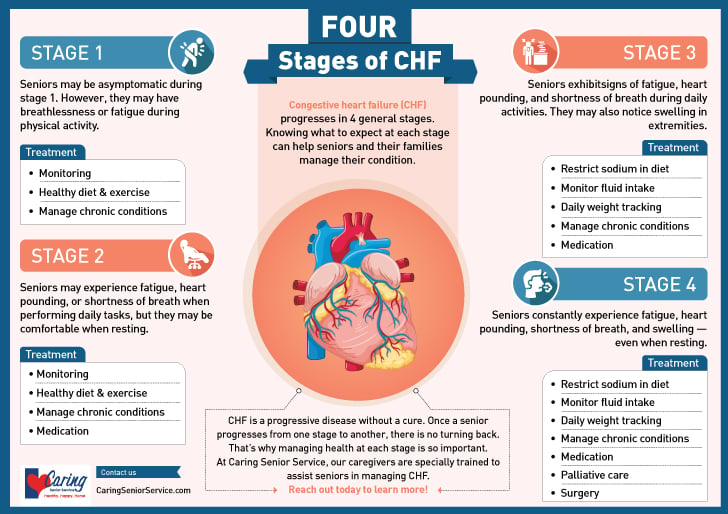 FOUR
Stages of CHF
Congestive heart failure (CHF)
progresses in 4 general stages.
Knowing what to expect at each stage
can help seniors and their families
manage their condition.
STAGE 1
Seniors may be asymptomatic during
stage 1. However, they may have
breathlessness or fatigue during
physical activity.
Treatment
• Monitoring
• Healthy diet & exercise
• Manage chronic conditions
STAGE 2
Seniors may experience fatigue, heart
pounding, or shortness of breath when
performing daily tasks, but they may be
comfortable when resting.
Treatment
• Monitoring
• Healthy diet & exercise
• Manage chronic conditions
• Medication
STAGE 3
Seniors exhibitsigns of fatigue, heart
pounding, and shortness of breath during daily
activities. They may also notice swelling in
extremities.
Treatment
• Restrict sodium in diet
• Monitor fluid intake
• Daily weight tracking
• Manage chronic conditions
• Medication
STAGE 4
Seniors constantly experience fatigue, heart
pounding, shortness of breath, and swelling —
even when resting.
Treatment
• Restrict sodium in diet
• Monitor fluid intake
• Daily weight tracking
• Manage chronic conditions
• Medication
• Palliative care
• Surgery
CHF is a progressive disease without a cure. Once a senior
progresses from one stage to another, there is no turning back.
That's why managing health at each stage is so important.
At Caring Senior Service, our caregivers are specially trained to
assist seniors in managing CHF.
Reach out today to learn more!
Caring
Senior Service
healthy. happy. home.
Contact us
CaringSeniorService.com